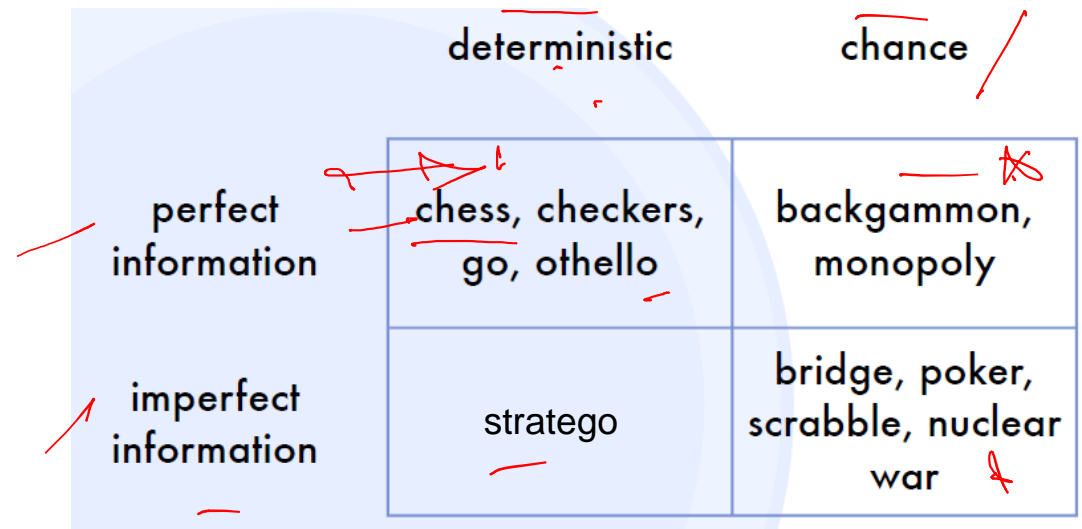 deterministic chance
perfect
information
chess, checkers,
go, othello
backgammon,
monopoly
imperfect
information
stratego
bridge, poker,
scrabble, nuclear
war